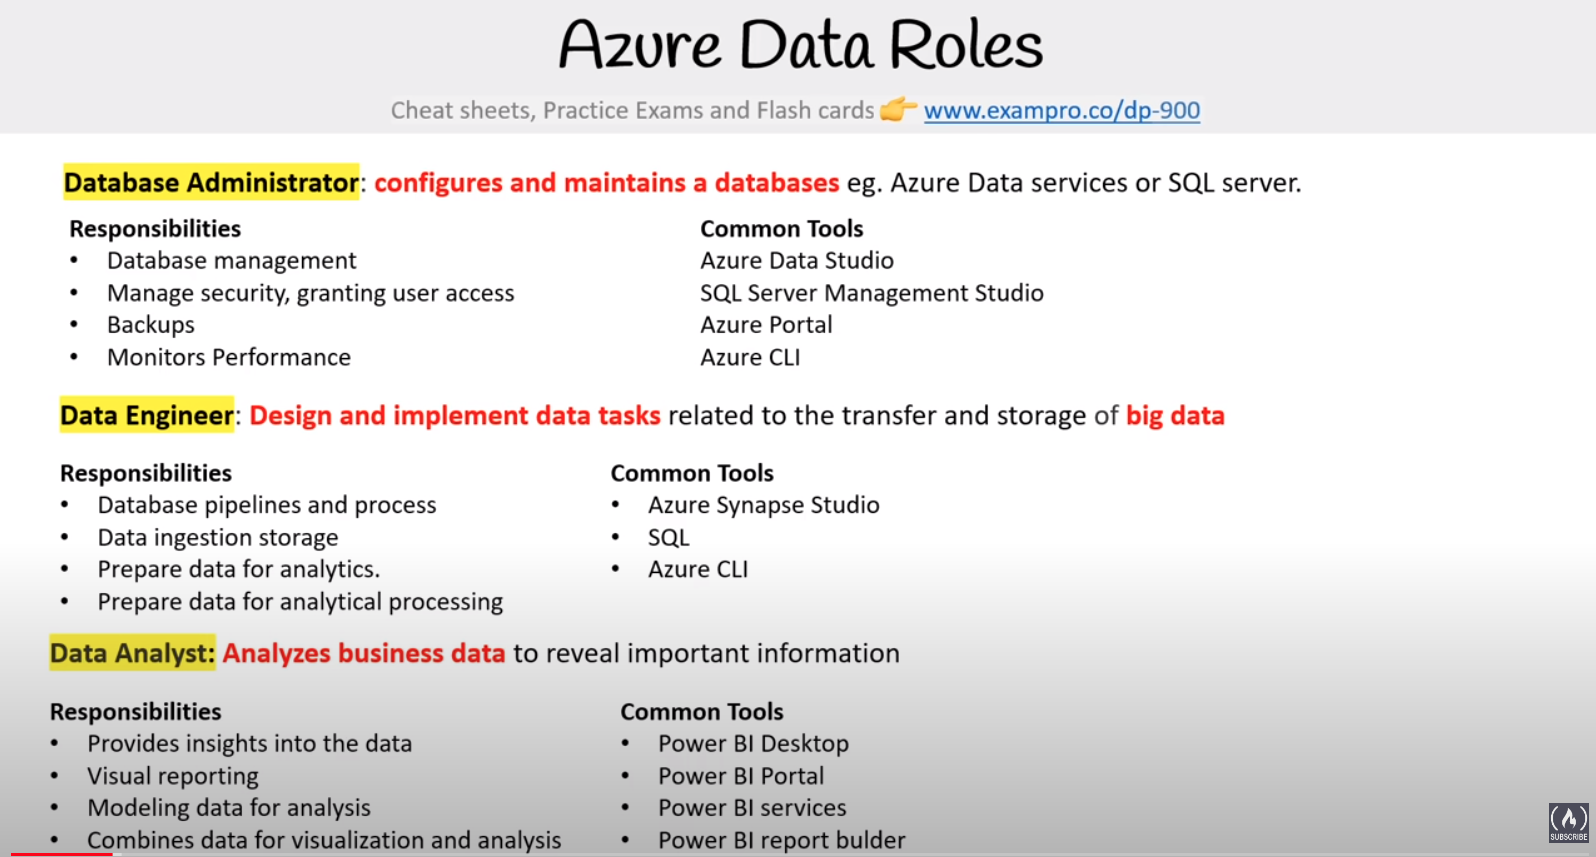 Azure Data Roles
Cheat sheets, Practice Exams and Flash cards 👉 www.exampro.co/dp-900
Database Administrator: configures and maintains a databases eg. Azure Data services or SQL server.
Responsibilities
• Database management
• Manage security, granting user access
• Backups
• Monitors Performance
Common Tools
Azure Data Studio
SQL Server Management Studio
Azure Portal
Azure CLI
Data Engineer: Design and implement data tasks related to the transfer and storage of big data
Responsibilities
• Database pipelines and process
• Data ingestion storage
• Prepare data for analytics.
• Prepare data for analytical processing
Common Tools
• Azure Synapse Studio
• SQL
• Azure CLI
Data Analyst: Analyzes business data to reveal important information
Responsibilities
• Provides insights into the data
• Visual reporting
• Modeling data for analysis
• Combines data for visualization and analysis
Common Tools
• Power BI Desktop
• Power BI Portal
• Power BI services
• Power BI report bulder
SUBSCRIBE